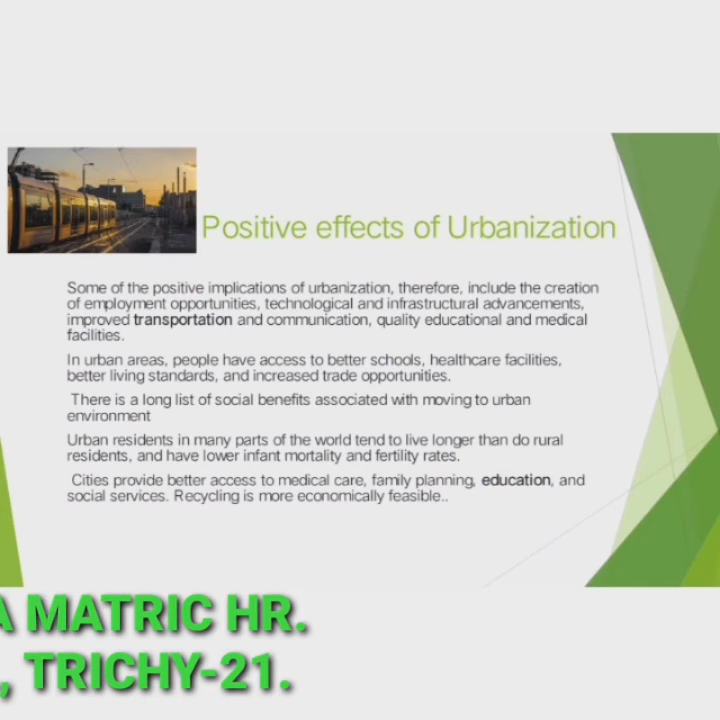 Positive effects of Urbanization
Some of the positive implications of urbanization, therefore, include the creation
of employment opportunities, technological and infrastructural advancements,
improved transportation and communication, quality educational and medical
facilities.
In urban areas, people have access to better schools, healthcare facilities,
better living standards, and increased trade opportunities.
There is a long list of social benefits associated with moving to urban
environment
Urban residents in many parts of the world tend to live longer than do rural
residents, and have lower infant mortality and fertility rates.
Cities provide better access to medical care, family planning, education, and
social services. Recycling is more economically feasible..
A MATRIC HR.
, TRICHY-21.